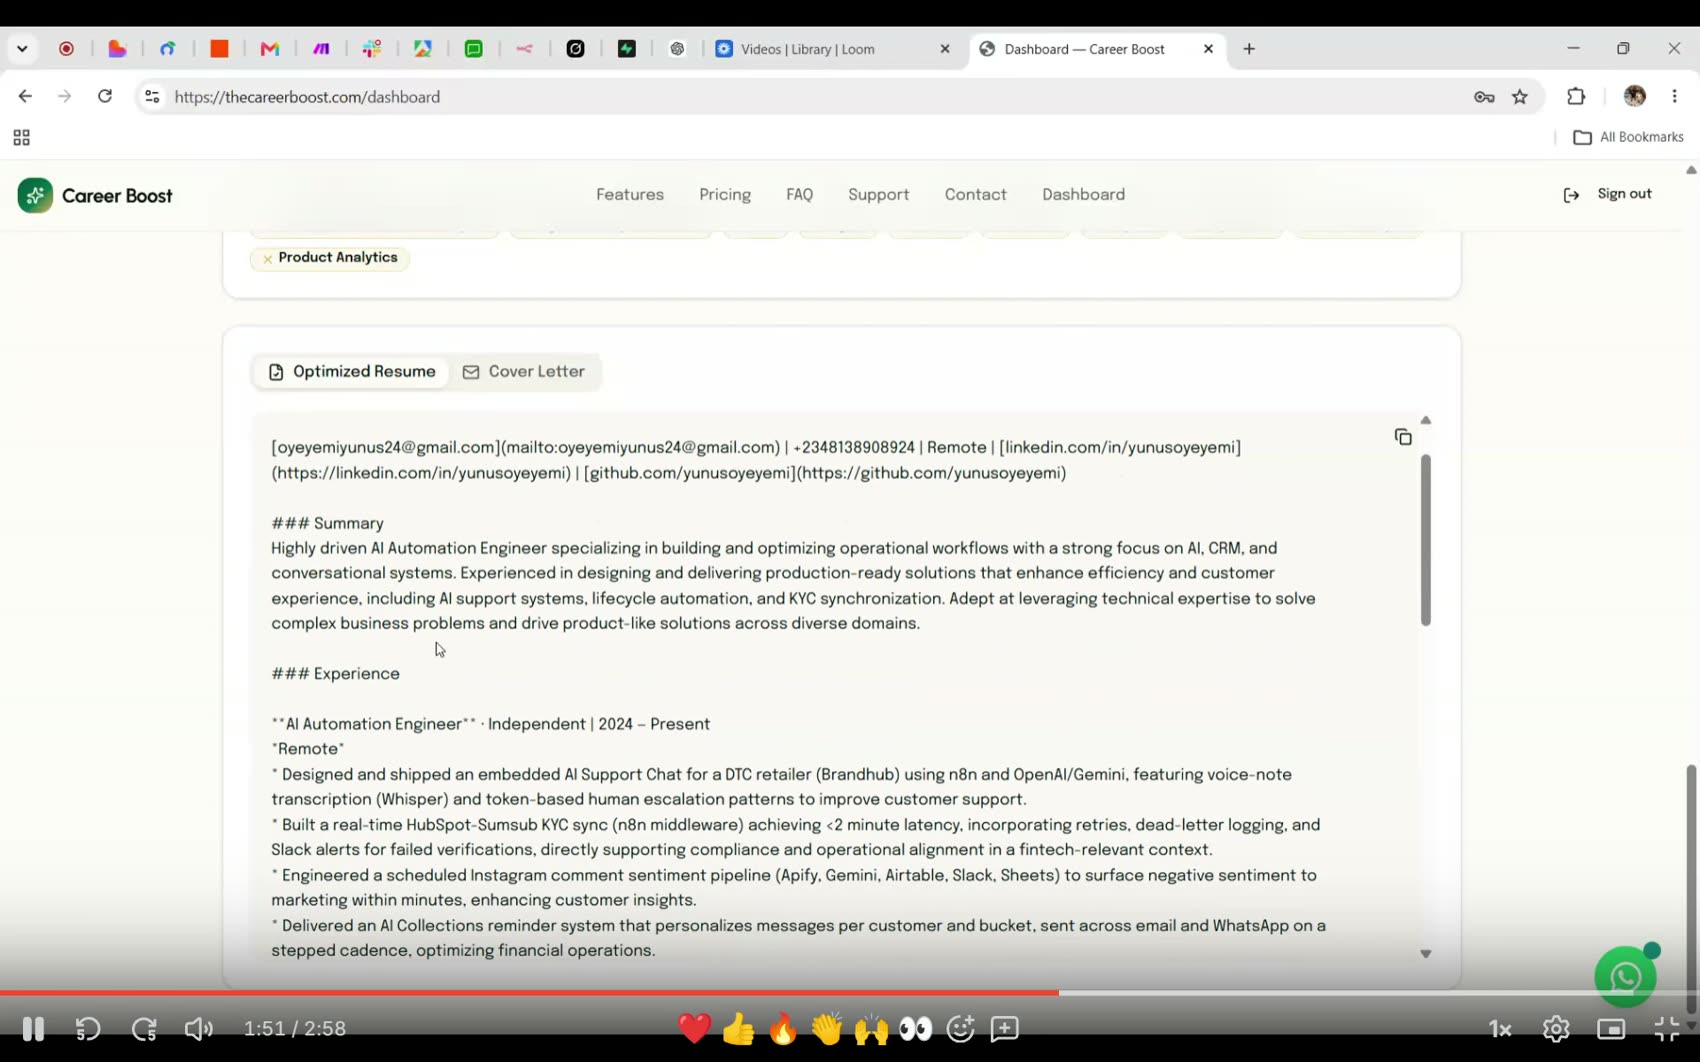 Videos | Library | Loom
Dashboard — Career Boost
https://thecareerboost.com/dashboard
All Bookmarks
Career Boost
Features
Pricing
FAQ
Support
Contact
Dashboard
Sign out
Product Analytics
Optimized Resume
Cover Letter
[oyeyemiyunus24@gmail.com](mailto:oyeyemiyunus24@gmail.com) | +2348138908924 | Remote | [linkedin.com/in/yunusoyeyemi]
(https://linkedin.com/in/yunusoyeyemi) | [github.com/yunusoyeyemi](https://github.com/yunusoyeyemi)
### Summary
Highly driven AI Automation Engineer specializing in building and optimizing operational workflows with a strong focus on AI, CRM, and
conversational systems. Experienced in designing and delivering production-ready solutions that enhance efficiency and customer
experience, including AI support systems, lifecycle automation, and KYC synchronization. Adept at leveraging technical expertise to solve
complex business problems and drive product-like solutions across diverse domains.
### Experience
**AI Automation Engineer** · Independent | 2024 – Present
*Remote*
* Designed and shipped an embedded AI Support Chat for a DTC retailer (Brandhub) using n8n and OpenAI/Gemini, featuring voice-note
transcription (Whisper) and token-based human escalation patterns to improve customer support.
* Built a real-time HubSpot-Sumsub KYC sync (n8n middleware) achieving <2 minute latency, incorporating retries, dead-letter logging, and
Slack alerts for failed verifications, directly supporting compliance and operational alignment in a fintech-relevant context.
* Engineered a scheduled Instagram comment sentiment pipeline (Apify, Gemini, Airtable, Slack, Sheets) to surface negative sentiment to
marketing within minutes, enhancing customer insights.
* Delivered an AI Collections reminder system that personalizes messages per customer and bucket, sent across email and WhatsApp on a
stepped cadence, optimizing financial operations.
5
5
1:51 / 2:58
1x